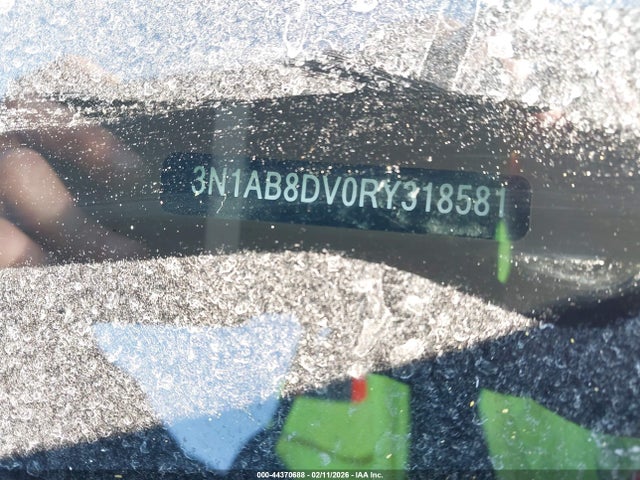 3N1AB8DV0RY318581
000-44370688 - 02/11/2026 - IAA Inc.